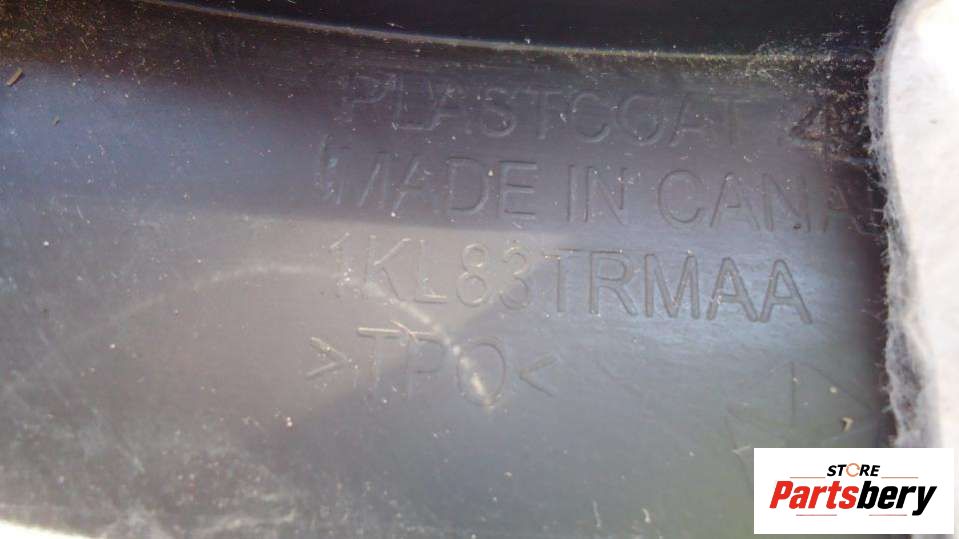 PLASTCOAT
MADE IN CANA
1KL83TRMAA
>TPO<
STORE
Partsbery